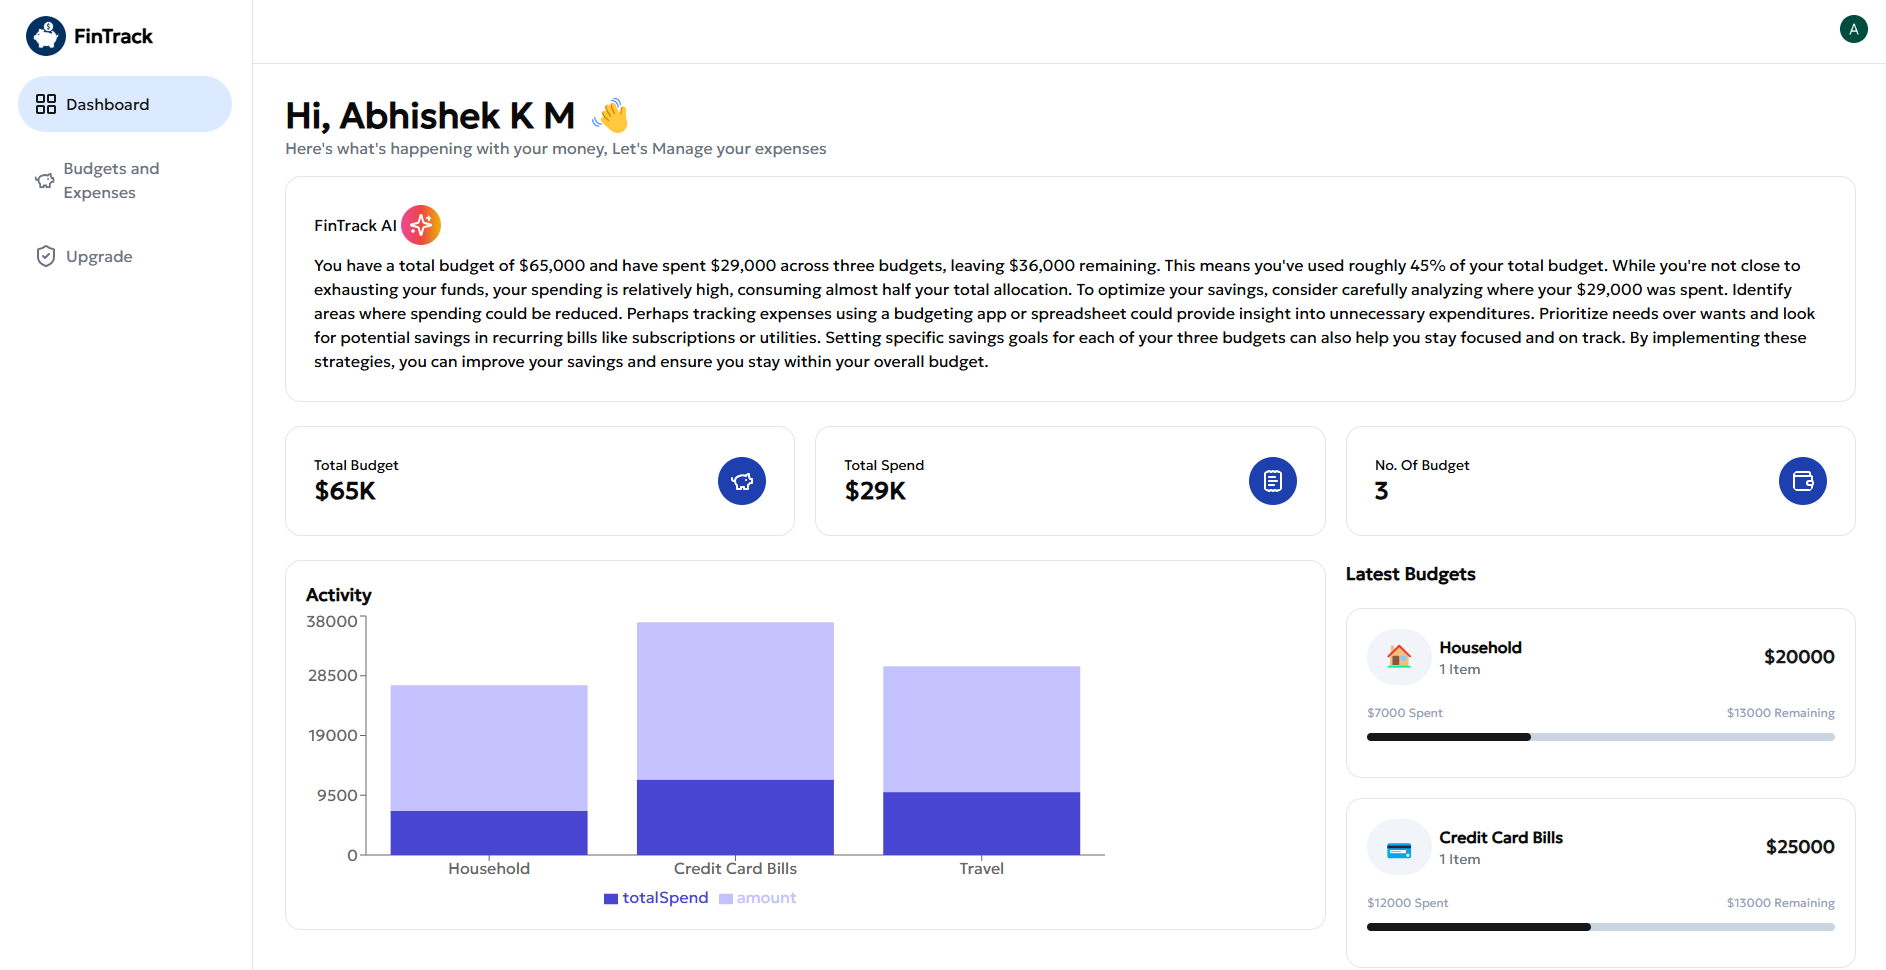 FinTrack
A
Dashboard
Budgets and
Expenses
Upgrade
Hi, Abhishek K M 👋
Here's what's happening with your money, Let's Manage your expenses
FinTrack AI
You have a total budget of $65,000 and have spent $29,000 across three budgets, leaving $36,000 remaining. This means you've used roughly 45% of your total budget. While you're not close to
exhausting your funds, your spending is relatively high, consuming almost half your total allocation. To optimize your savings, consider carefully analyzing where your $29,000 was spent. Identify
areas where spending could be reduced. Perhaps tracking expenses using a budgeting app or spreadsheet could provide insight into unnecessary expenditures. Prioritize needs over wants and look
for potential savings in recurring bills like subscriptions or utilities. Setting specific savings goals for each of your three budgets can also help you stay focused and on track. By implementing these
strategies, you can improve your savings and ensure you stay within your overall budget.
Total Budget
$65K
Total Spend
$29K
No. Of Budget
3
Activity
38000
28500
19000
9500
0
Household
Credit Card Bills
Travel
totalSpend
amount
Latest Budgets
Household
1 Item
$20000
$7000 Spent
$13000 Remaining
Credit Card Bills
1 Item
$25000
$12000 Spent
$13000 Remaining